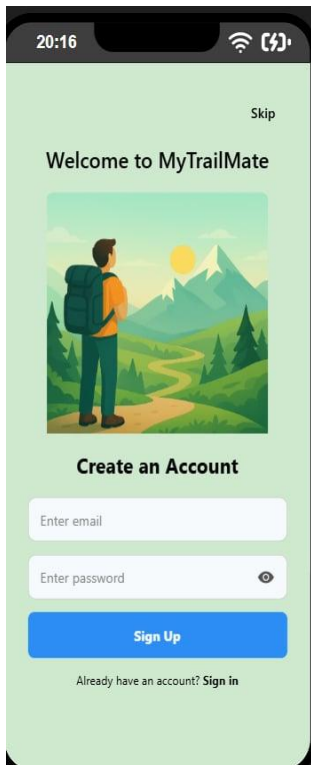 20:16
Skip
Welcome to MyTrailMate
Create an Account
Enter email
Enter password
Sign Up
Already have an account? Sign in